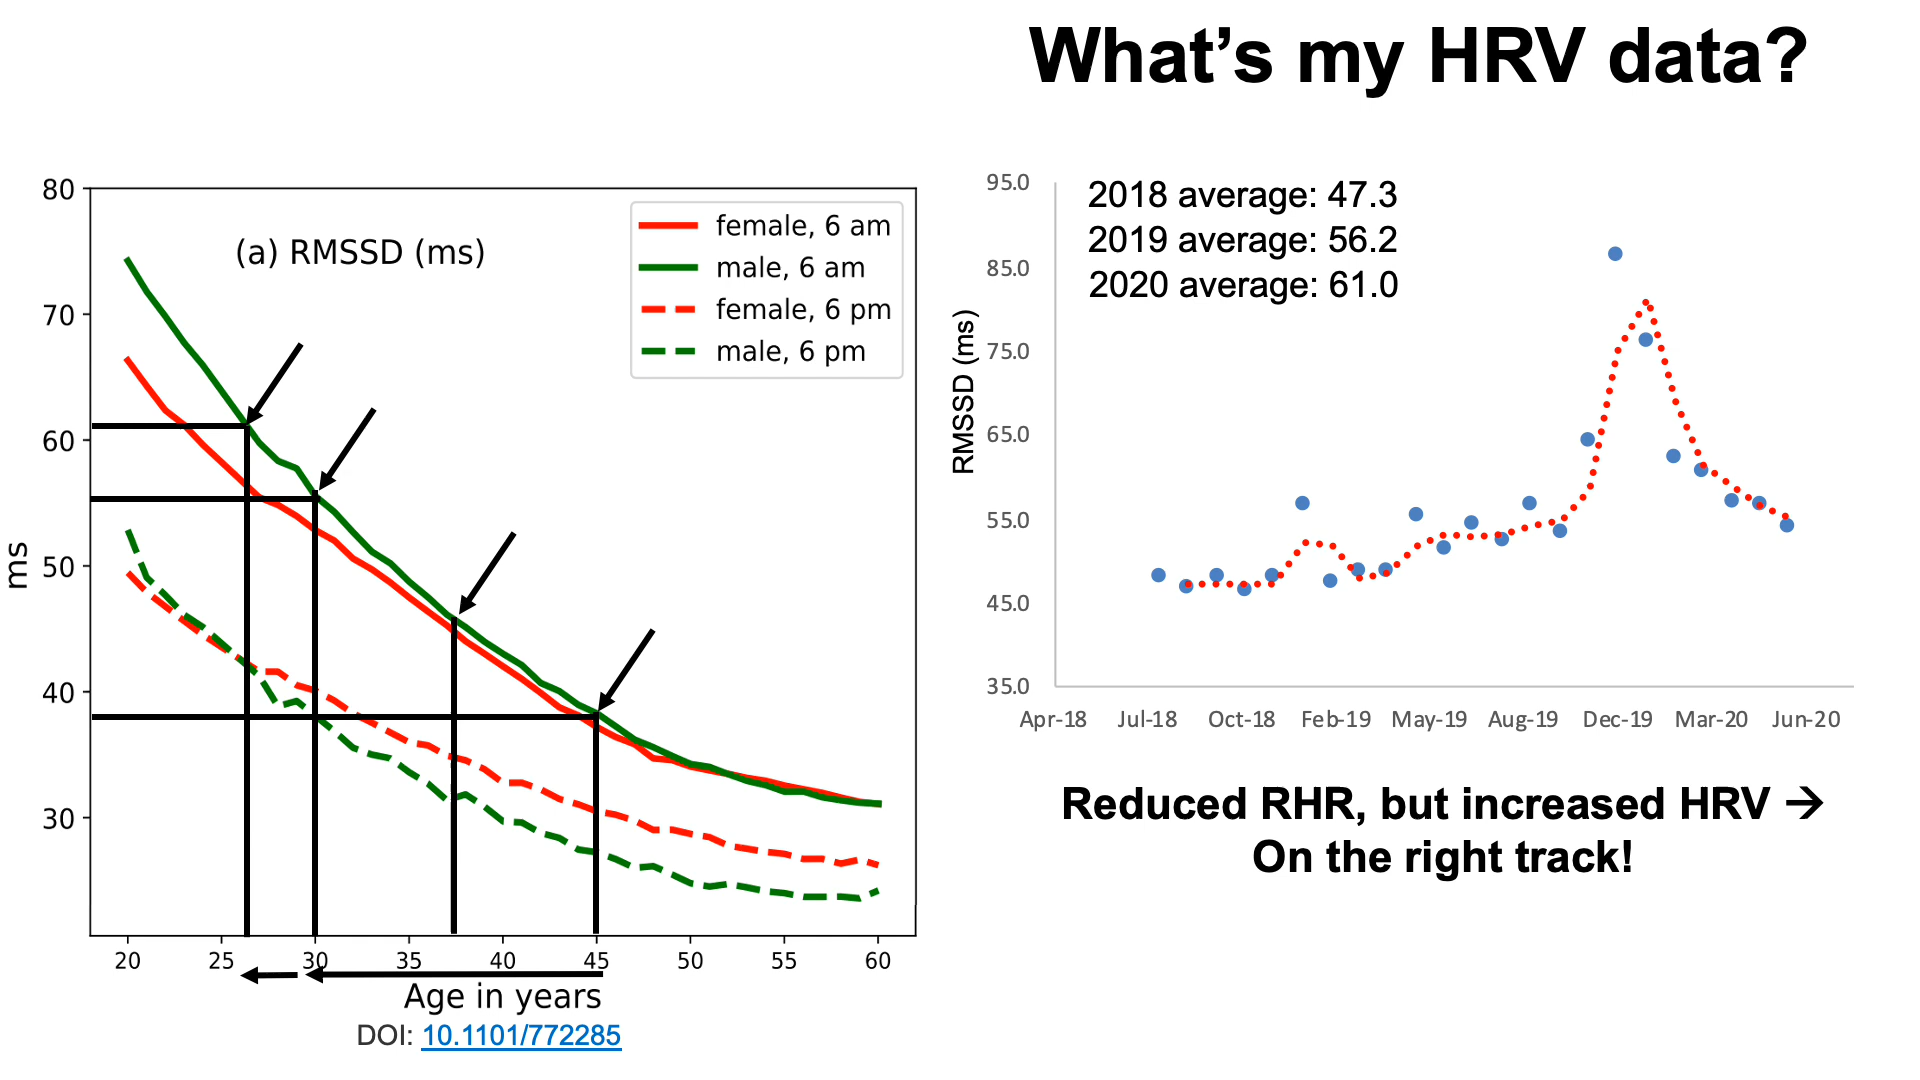 What's my HRV data?
80
70
60
50
40
30
ms
(a) RMSSD (ms)
female, 6 am
male, 6 am
female, 6 pm
male, 6 pm
20 25 30 35 40 45 50 55 60
Age in years
DOI: 10.1101/772285
95.0
85.0
75.0
65.0
55.0
45.0
35.0
RMSSD (ms)
2018 average: 47.3
2019 average: 56.2
2020 average: 61.0
Apr-18 Jul-18 Oct-18 Feb-19 May-19 Aug-19 Dec-19 Mar-20 Jun-20
Reduced RHR, but increased HRV →
On the right track!